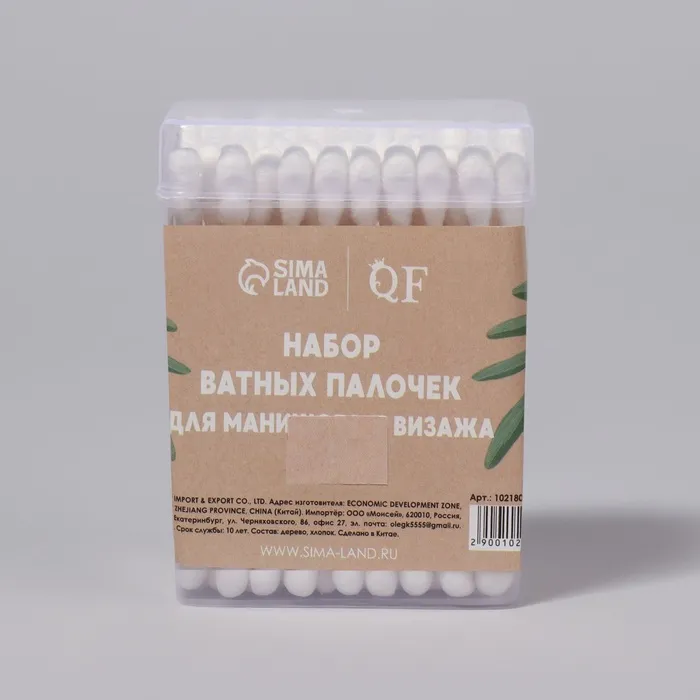 SIMA
LAND
QF
НАБОР
ВАТНЫХ ПАЛОЧЕК
ДЛЯ ВИЗАЖА
IMPORT & EXPORT CO., LTD. Адрес изготовителя: ECONOMIC DEVELOPMENT ZONE,
ZHEJIANG PROVINCE, CHINA (Китай). Импортёр: ООО «Монсей», 620010, Россия,
Екатеринбург, ул. Черняховского, 86, офис 27, эл. почта: olegk5555@gmail.ru.
Срок службы: 10 лет. Состав: дерево, хлопок. Сделано в Китае.
Арт.: 102180
2 900102
WWW.SIMA-LAND.RU